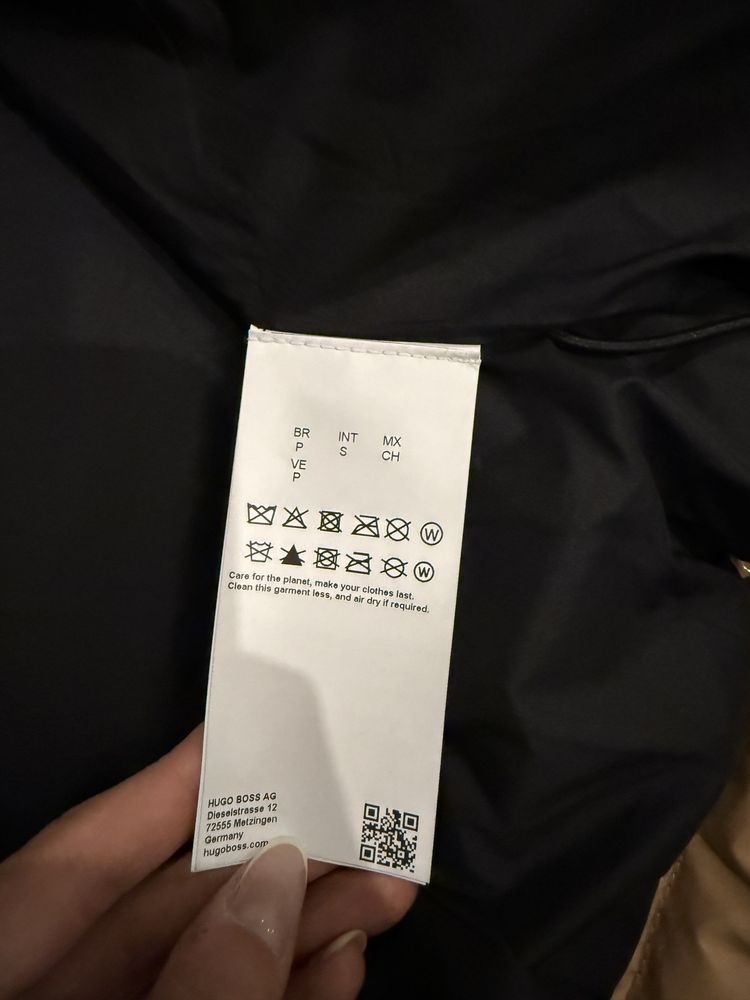 BR INT MX
P S CH
VE
P
W
W
Care for the planet, make your clothes last.
Clean this garment less, and air dry if required.
HUGO BOSS AG
Dieselstrasse 12
72555 Metzingen
Germany
hugoboss.com